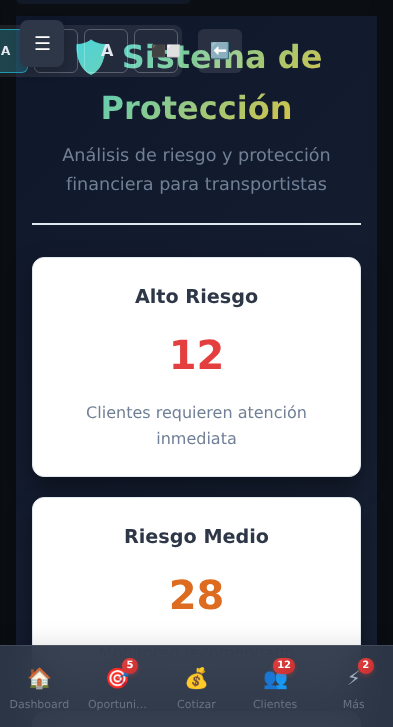 A
A
Sistema de
Protección
Análisis de riesgo y protección
financiera para transportistas
Alto Riesgo
12
Clientes requieren atención
inmediata
Riesgo Medio
28
5
12
2
Dashboard
Oportuni...
Cotizar
Clientes
Más